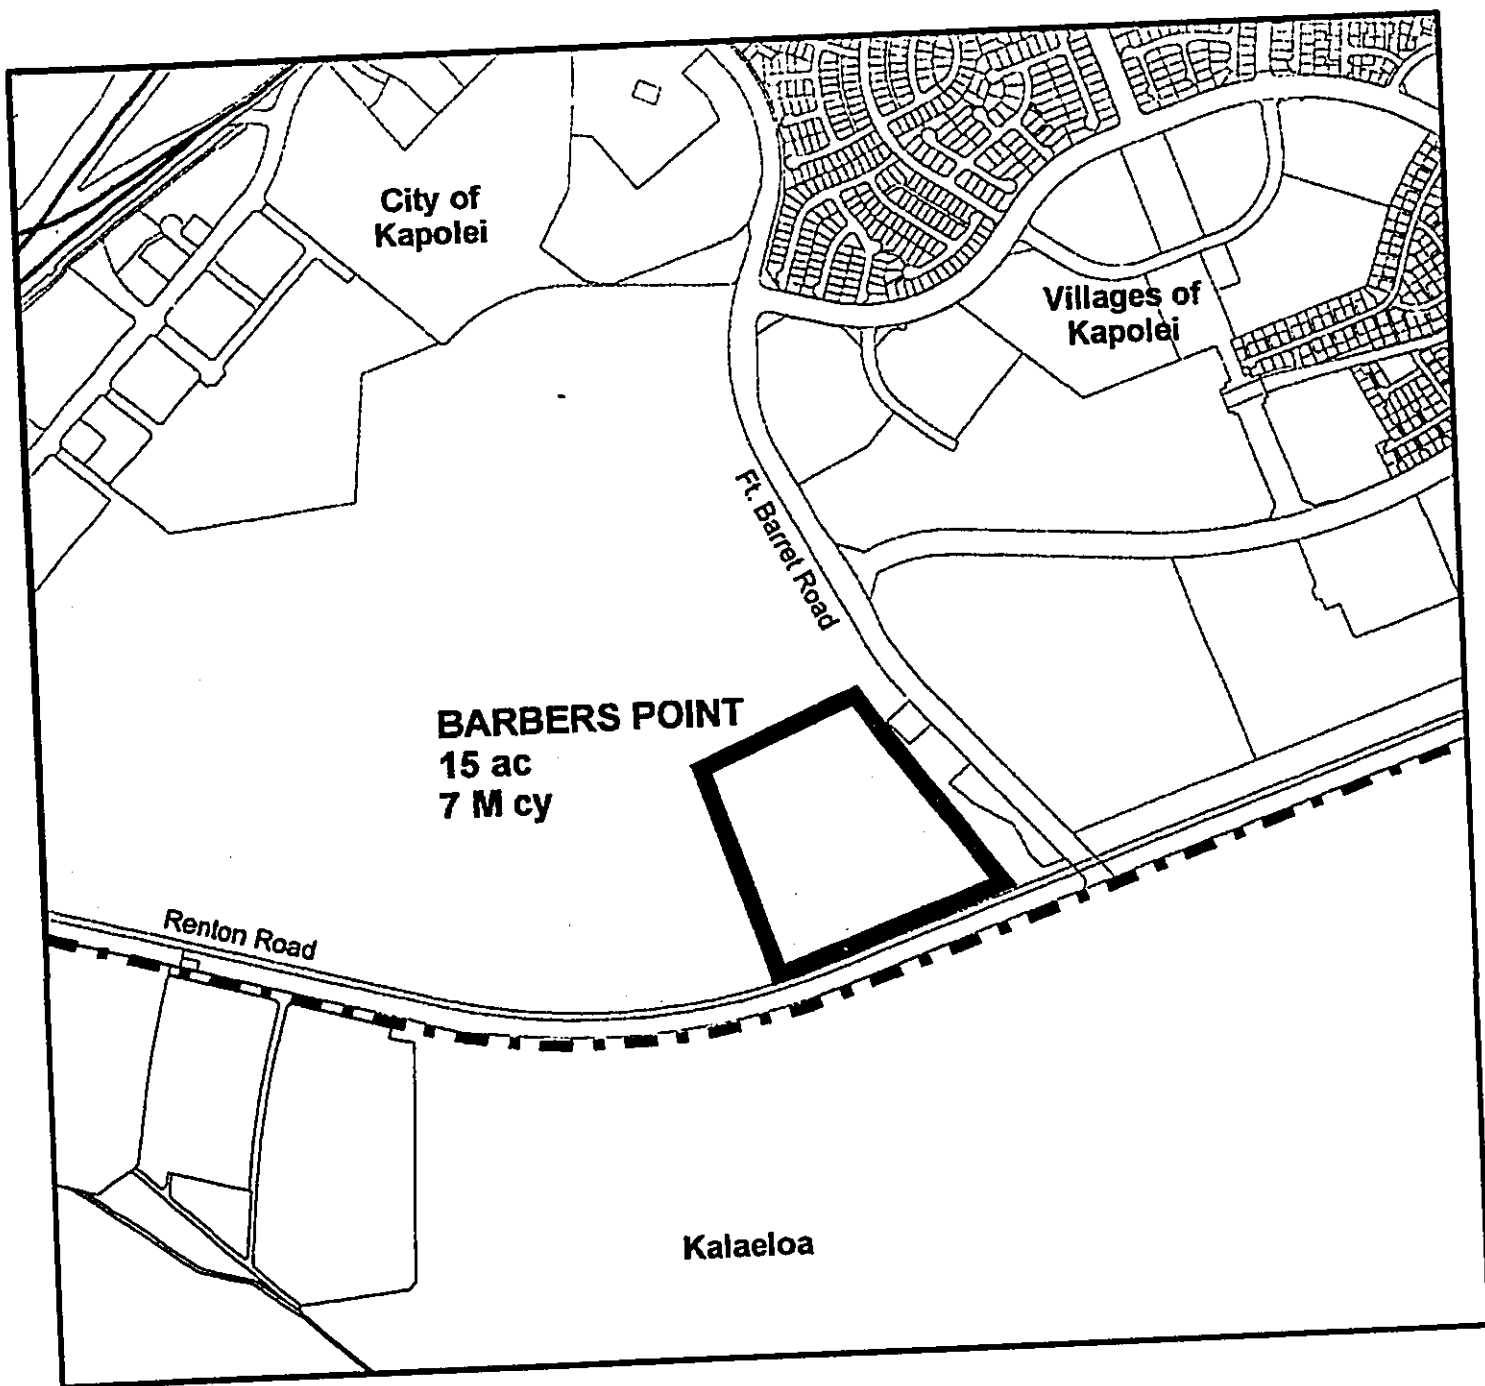 City of
Kapolei
Villages of
Kapolei
Ft. Barret Road
BARBERS POINT
15 ac
7 M cy
Renton Road
Kalaeloa